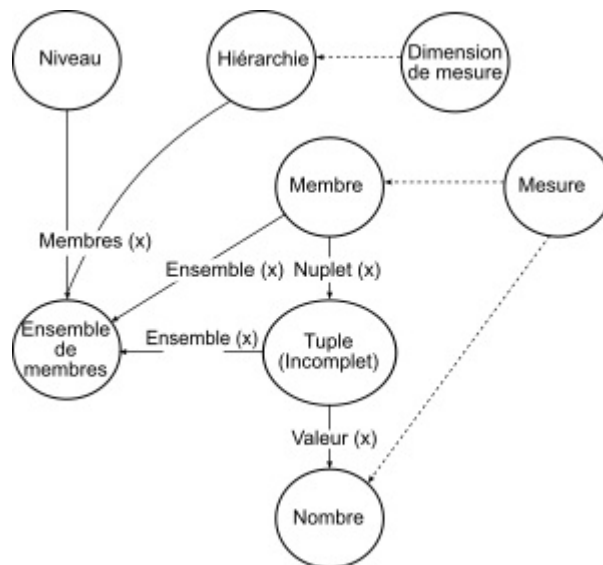 Niveau
Hiérarchie
Dimension
de mesure
Membre
Mesure
Membres (x)
Ensemble (x)
Nuplet (x)
Ensemble
de
membres
Ensemble (x)
Tuple
(Incomplet)
Valeur (x)
Nombre